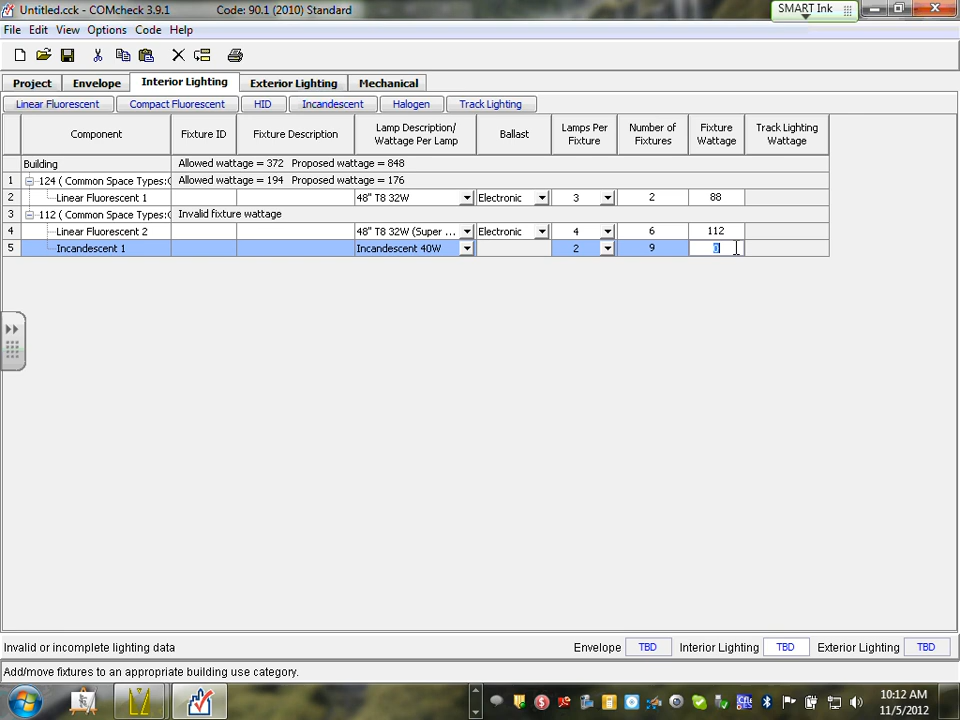 Untitled.cck - COMcheck 3.9.1 Code: 90.1 (2010) Standard
SMART Ink
File Edit View Options Code Help
Project Envelope Interior Lighting Exterior Lighting Mechanical
Linear Fluorescent Compact Fluorescent HID Incandescent Halogen Track Lighting
Component Fixture ID Fixture Description Lamp Description/ Wattage Per Lamp Ballast Lamps Per Fixture Number of Fixtures Fixture Wattage Track Lighting Wattage
Building Allowed wattage = 372 Proposed wattage = 848
1 124 ( Common Space Types:( Allowed wattage = 194 Proposed wattage = 176
2 Linear Fluorescent 1 48" T8 32W Electronic 3 2 88
3 112 ( Common Space Types:( Invalid fixture wattage
4 Linear Fluorescent 2 48" T8 32W (Super ... Electronic 4 6 112
5 Incandescent 1 Incandescent 40W 2 9 0
Invalid or incomplete lighting data Envelope TBD Interior Lighting TBD Exterior Lighting TBD
Add/move fixtures to an appropriate building use category.
10:12 AM
11/5/2012